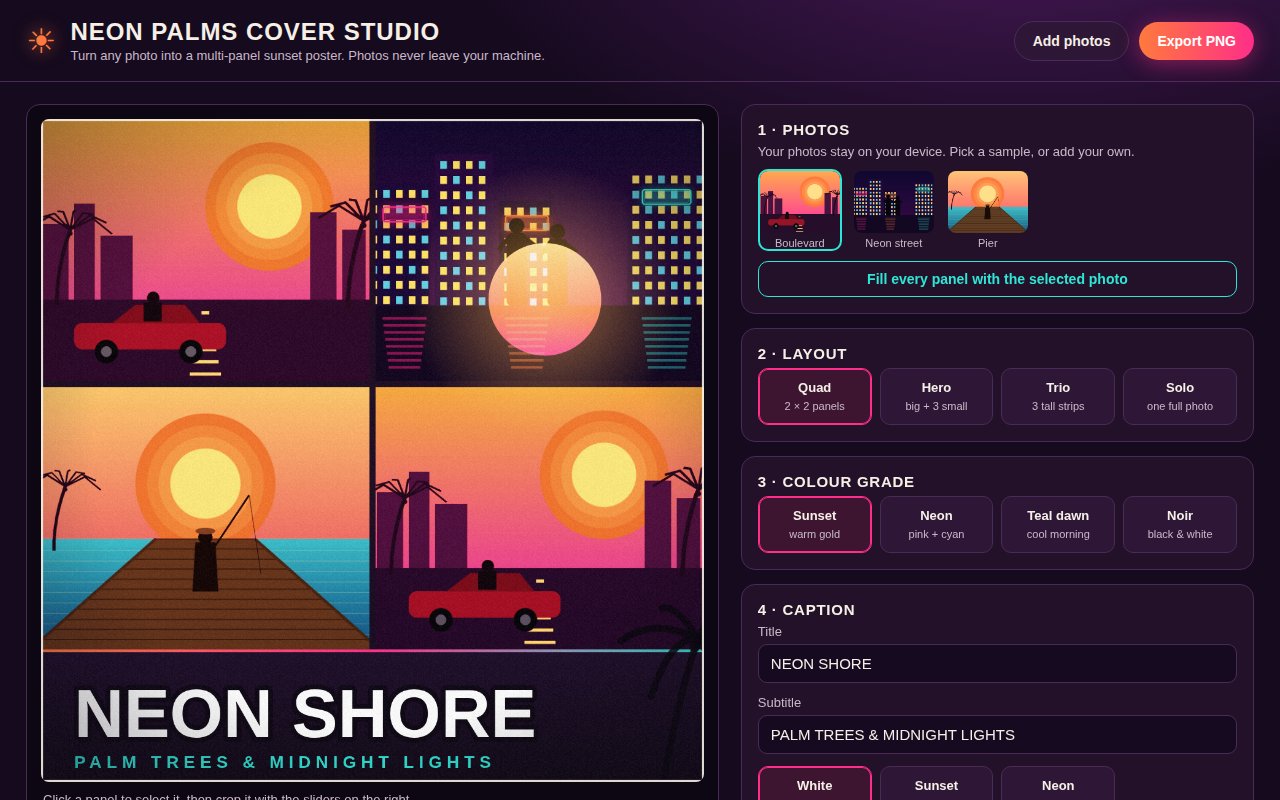 NEON PALMS COVER STUDIO
Turn any photo into a multi-panel sunset poster. Photos never leave your machine.
Add photos
Export PNG
NEON SHORE
PALM TREES & MIDNIGHT LIGHTS
Click a panel to select it, then crop it with the sliders on the right.
1 · PHOTOS
Your photos stay on your device. Pick a sample, or add your own.
Boulevard
Neon street
Pier
Fill every panel with the selected photo
2 · LAYOUT
Quad
2 × 2 panels
Hero
big + 3 small
Trio
3 tall strips
Solo
one full photo
3 · COLOUR GRADE
Sunset
warm gold
Neon
pink + cyan
Teal dawn
cool morning
Noir
black & white
4 · CAPTION
Title
NEON SHORE
Subtitle
PALM TREES & MIDNIGHT LIGHTS
White
Sunset
Neon